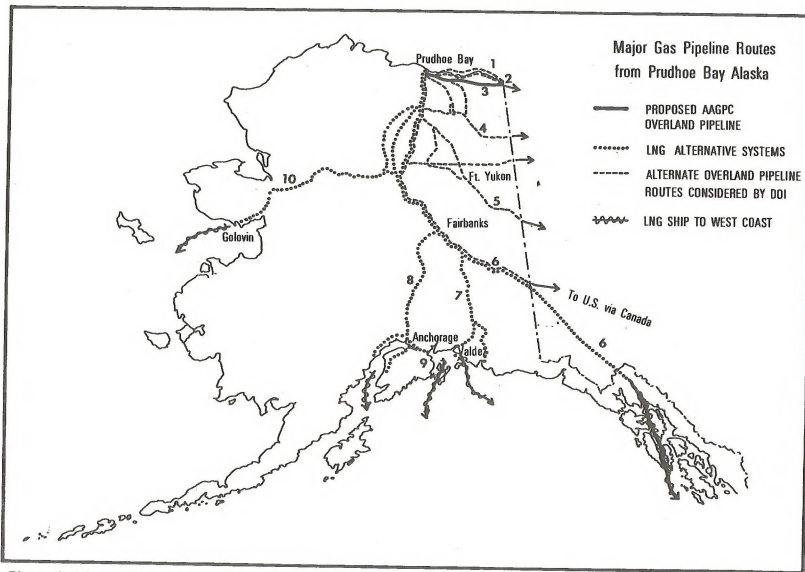 Major Gas Pipeline Routes
from Prudhoe Bay Alaska
PROPOSED AAGPC
OVERLAND PIPELINE
LNG ALTERNATIVE SYSTEMS
ALTERNATE OVERLAND PIPELINE
ROUTES CONSIDERED BY DOI
LNG SHIP TO WEST COAST
Prudhoe Bay
1
2
3
4
Ft. Yukon
5
10
Golovin
Fairbanks
6
To U.S. via Canada
6
8
7
Anchorage
9